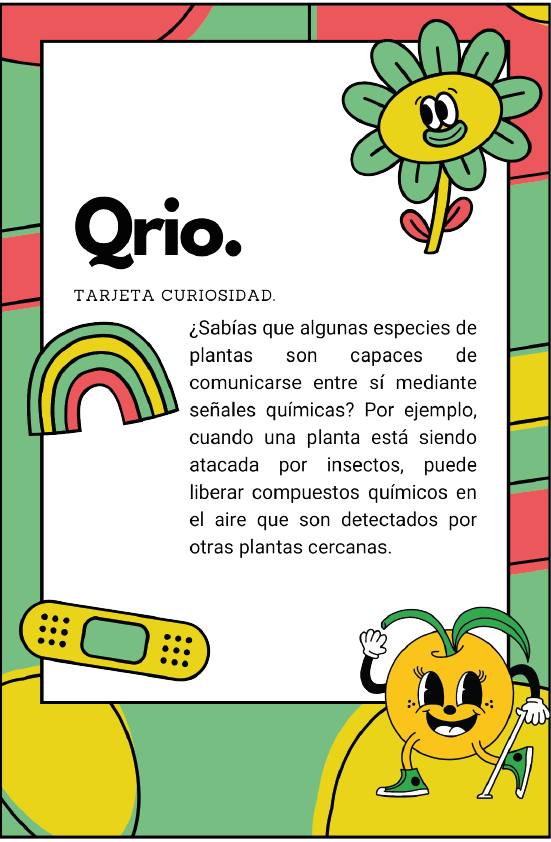 Qrio.
TARJETA CURIOSIDAD.
¿Sabías que algunas especies de
plantas son capaces de
comunicarse entre sí mediante
señales químicas? Por ejemplo,
cuando una planta está siendo
atacada por insectos, puede
liberar compuestos químicos en
el aire que son detectados por
otras plantas cercanas.